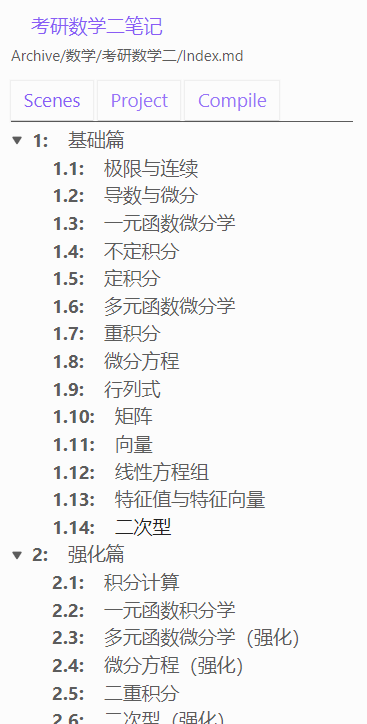 考研数学二笔记
Archive/数学/考研数学二/Index.md
Scenes Project Compile
1: 基础篇
1.1: 极限与连续
1.2: 导数与微分
1.3: 一元函数微分学
1.4: 不定积分
1.5: 定积分
1.6: 多元函数微分学
1.7: 重积分
1.8: 微分方程
1.9: 行列式
1.10: 矩阵
1.11: 向量
1.12: 线性方程组
1.13: 特征值与特征向量
1.14: 二次型
2: 强化篇
2.1: 积分计算
2.2: 一元函数积分学
2.3: 多元函数微分学（强化）
2.4: 微分方程（强化）
2.5: 二重积分
2.6: 二次型（强化）